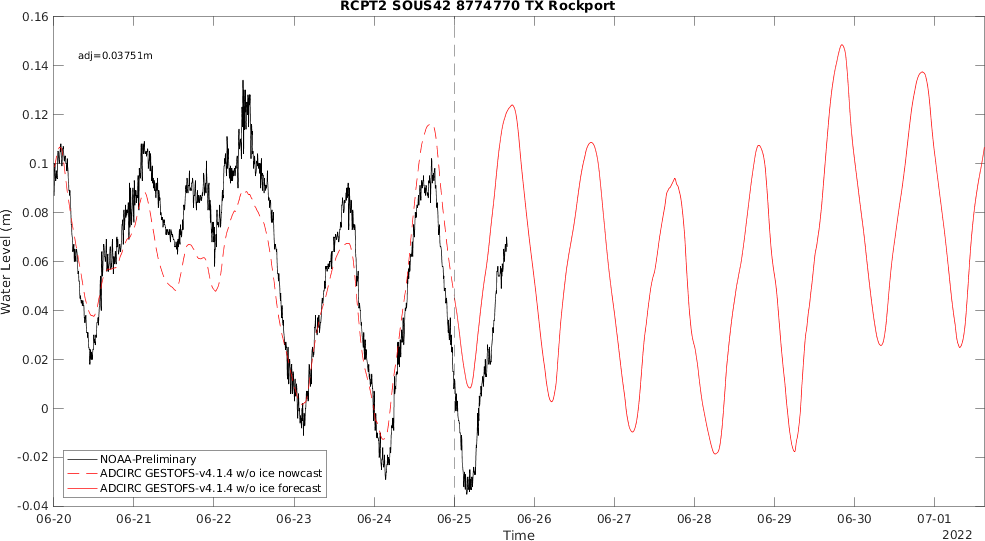 RCPT2 SOUS42 8774770 TX Rockport
adj=0.03751m
Water Level (m)
0.16
0.14
0.12
0.1
0.08
0.06
0.04
0.02
0
-0.02
-0.04
NOAA-Preliminary
ADCIRC GESTOFS-v4.1.4 w/o ice nowcast
ADCIRC GESTOFS-v4.1.4 w/o ice forecast
06-20 06-21 06-22 06-23 06-24 06-25 06-26 06-27 06-28 06-29 06-30 07-01
Time
2022